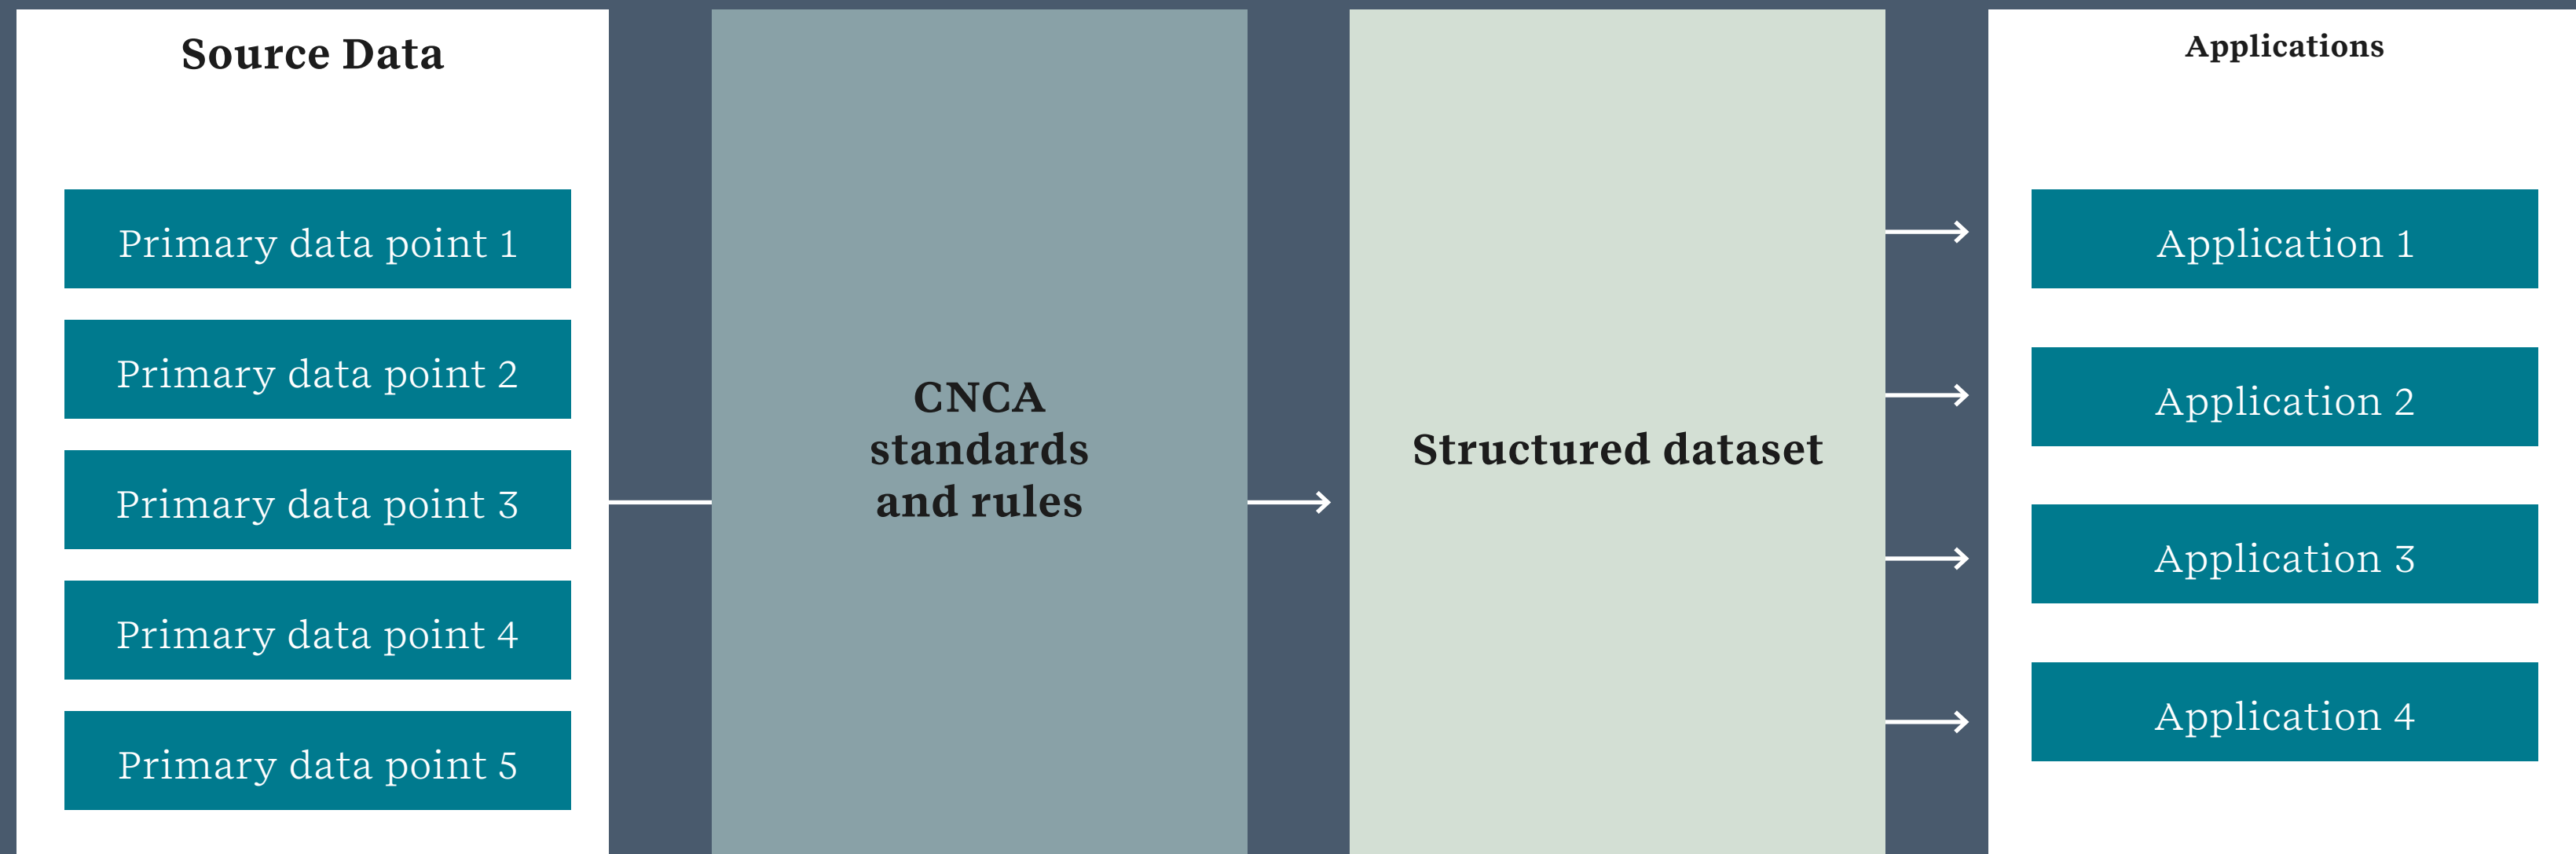 Source Data
Primary data point 1
Primary data point 2
Primary data point 3
Primary data point 4
Primary data point 5
CNCA
standards
and rules
Structured dataset
Applications
Application 1
Application 2
Application 3
Application 4